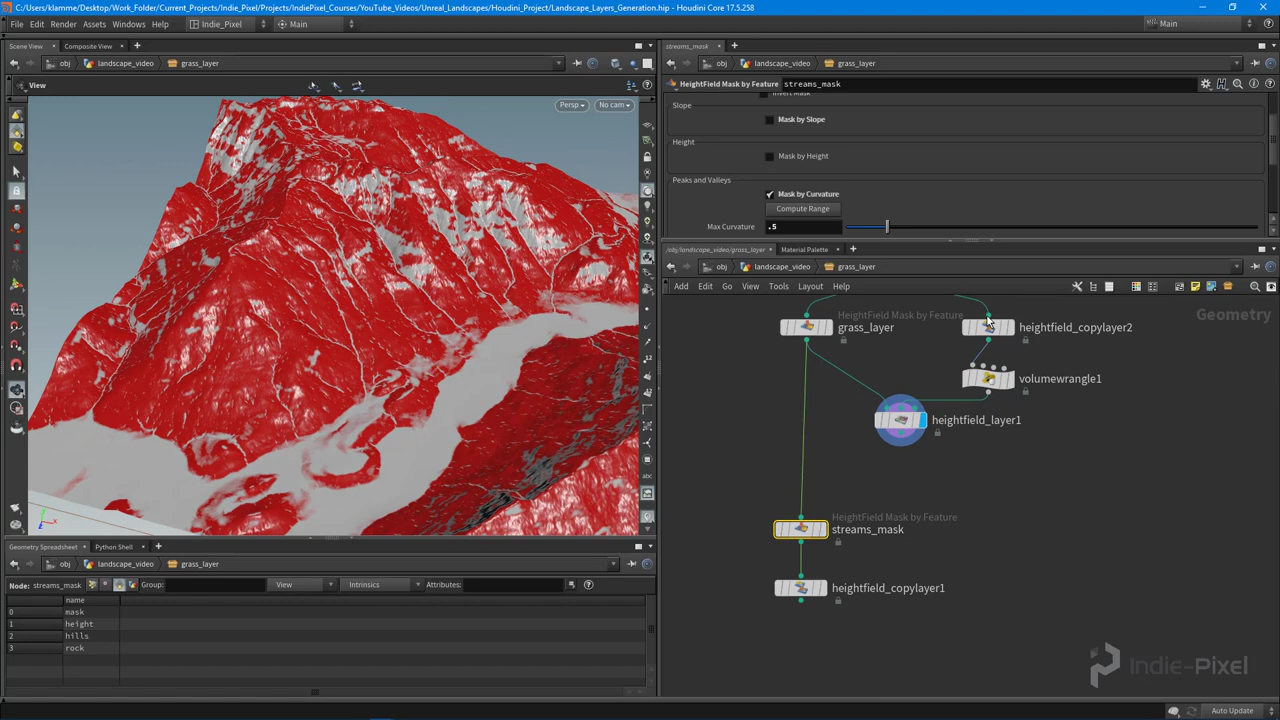 C:/Users/klamme/Desktop/Work_Folder/Current_Projects/Indie_Pixel/Projects/IndiePixel_Courses/YouTube_Videos/Unreal_Landscapes/Houdini_Project/Landscape_Layers_Generation.hip - Houdini Core 17.5.258
File Edit Render Assets Windows Help Indie_Pixel Main Main
Scene View Composite View
obj landscape_video grass_layer
View
Persp No cam
abc
Geometry Spreadsheet Python Shell
obj landscape_video grass_layer
Node: streams_mask Group: View Intrinsics Attributes:
name
0 mask
1 height
2 hills
3 rock
streams_mask
obj landscape_video grass_layer
HeightField Mask by Feature streams_mask
Invert Mask
Slope
Mask by Slope
Height
Mask by Height
Peaks and Valleys
Mask by Curvature
Compute Range
Max Curvature .5
/obj/landscape_video/grass_layer Material Palette
obj landscape_video grass_layer
Add Edit Go View Tools Layout Help
Geometry
HeightField Mask by Feature
grass_layer
heightfield_copylayer2
volumewrangle1
heightfield_layer1
HeightField Mask by Feature
streams_mask
heightfield_copylayer1
Indie-Pixel
Auto Update